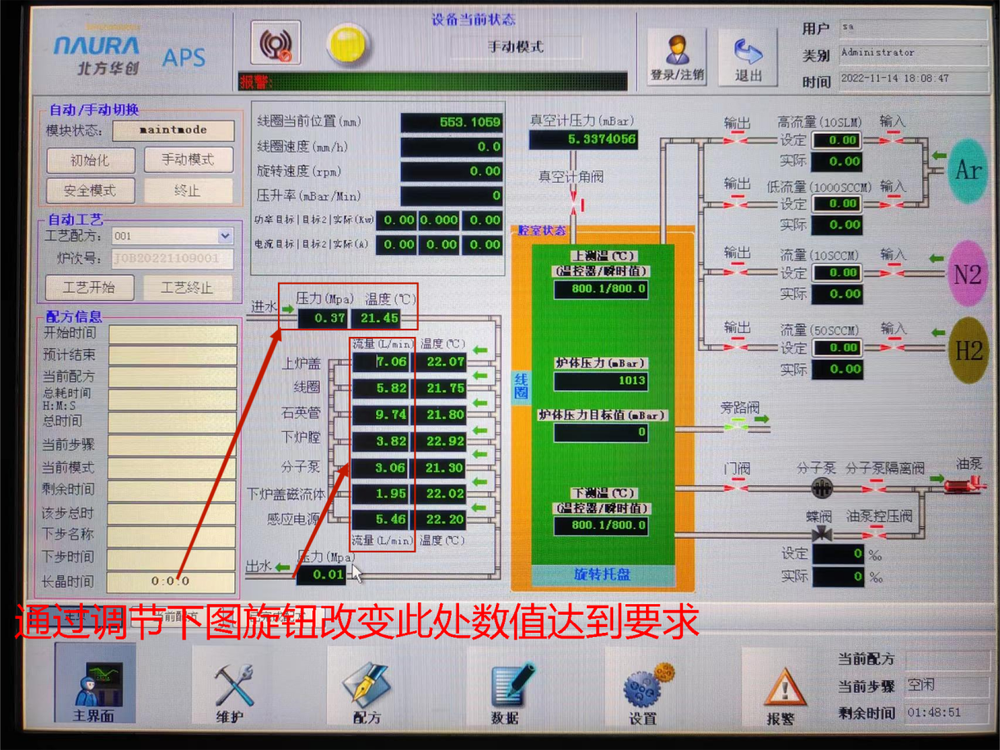 NAURA
北方华创
APS
设备当前状态
手动模式
报警:
登录/注销
退出
用户 sa
类别 Administrator
时间 2022-11-14 18:08:47
自动/手动切换
模块状态: maintmode
初始化 手动模式
安全模式 终止
自动工艺
工艺配方: 001
炉次号: JOB20221109001
工艺开始 工艺终止
配方信息
开始时间
预计结束
当前配方
总耗时间
H:M:S
总时间
当前步骤
当前模式
剩余时间
该步总时
下步名称
下步时间
长晶时间 0:0:0
线圈当前位置(mm) 553.1059
线圈速度(mm/h) 0.0
旋转速度(rpm) 0.00
压升率(mBar/Min) 0
功率目标|目标2|实际(Kw) 0.00 0.000 0.00
电流目标|目标2|实际(A) 0.00 0.00 0.00
进水
压力(Mpa) 温度(℃)
0.37 21.45
流量(L/min) 温度(℃)
上炉盖 7.06 22.07
线圈 5.82 21.75
石英管 9.74 21.80
下炉膛 3.82 22.92
分子泵 3.06 21.30
下炉盖磁流体 1.95 22.02
感应电源 5.46 22.20
流量(L/min) 温度(℃)
压力(Mpa)
出水 0.01
真空计压力(mBar)
5.3374056
真空计角阀
腔室状态
上测温(℃)
(温控器/瞬时值)
800.1/800.0
炉体压力(mBar)
1013
线圈
炉体压力目标值(mBar)
0
下测温(℃)
(温控器/瞬时值)
800.1/800.0
旋转托盘
输出 高流量(10SLM) 输入
设定 0.00
实际 0.00
Ar
输出 低流量(1000SCCM) 输入
设定 0.00
实际 0.00
输出 流量(10SCCM) 输入
设定 0.00
实际 0.00
N2
输出 流量(50SCCM) 输入
设定 0.00
实际 0.00
H2
旁路阀
门阀 分子泵 分子泵隔离阀 油泵
蝶阀 油泵控压阀
设定 0 ‰
实际 0 ‰
通过调节下图旋钮改变此处数值达到要求
主界面
维护
配方
数据
设置
报警
当前配方
当前步骤 空闲
剩余时间 01:48:51